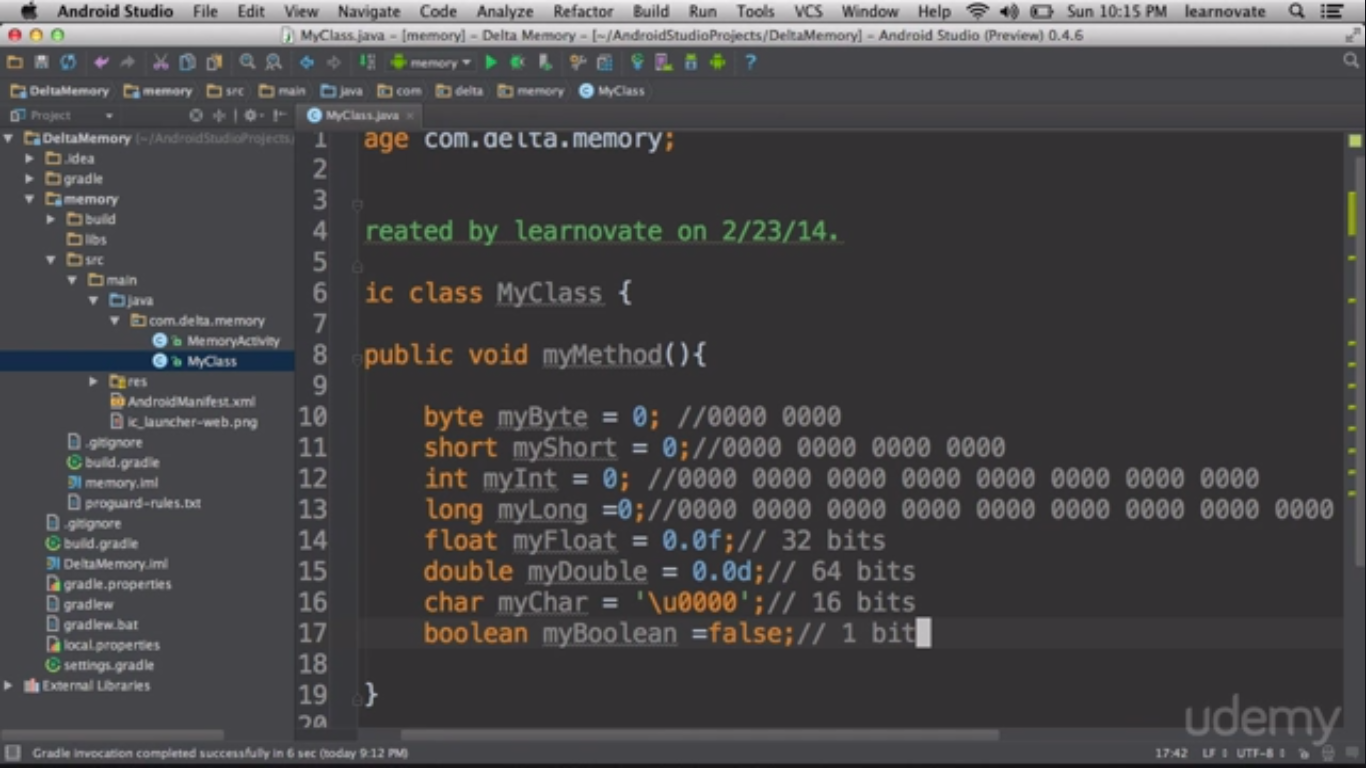 Android Studio File Edit View Navigate Code Analyze Refactor Build Run Tools VCS Window Help Sun 10:15 PM learnovate
MyClass.java - [memory] - Delta Memory - [~/AndroidStudioProjects/DeltaMemory] - Android Studio (Preview) 0.4.6
memory
DeltaMemory memory src main java com delta memory MyClass
Project
MyClass.java
DeltaMemory (~/AndroidStudioProjects/
.idea
gradle
memory
build
libs
src
main
java
com.delta.memory
MemoryActivity
MyClass
res
AndroidManifest.xml
ic_launcher-web.png
.gitignore
build.gradle
memory.iml
proguard-rules.txt
.gitignore
build.gradle
DeltaMemory.iml
gradle.properties
gradlew
gradlew.bat
local.properties
settings.gradle
External Libraries
1 age com.delta.memory;
2
3
4 reated by learnovate on 2/23/14.
5
6 ic class MyClass {
7
8 public void myMethod(){
9
10 byte myByte = 0; //0000 0000
11 short myShort = 0;//0000 0000 0000 0000
12 int myInt = 0; //0000 0000 0000 0000 0000 0000 0000 0000
13 long myLong =0;//0000 0000 0000 0000 0000 0000 0000 0000 0000
14 float myFloat = 0.0f;// 32 bits
15 double myDouble = 0.0d;// 64 bits
16 char myChar = '\u0000';// 16 bits
17 boolean myBoolean =false;// 1 bit
18
19 }
20
udemy
Gradle invocation completed successfully in 6 sec (today 9:12 PM) 17:42 LF UTF-8